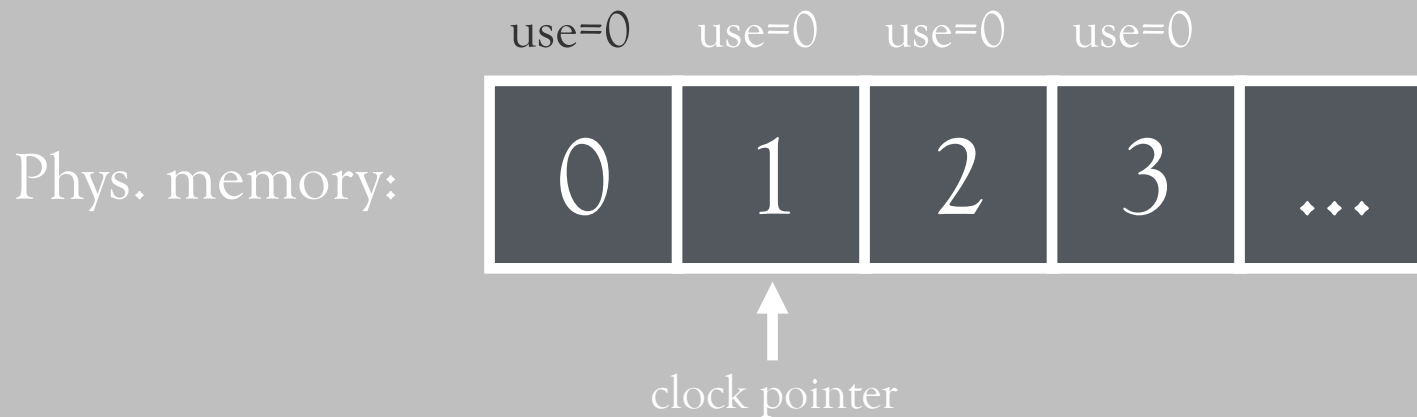 use=0 use=0 use=0 use=0
Phys. memory: 0 1 2 3 ...
clock pointer